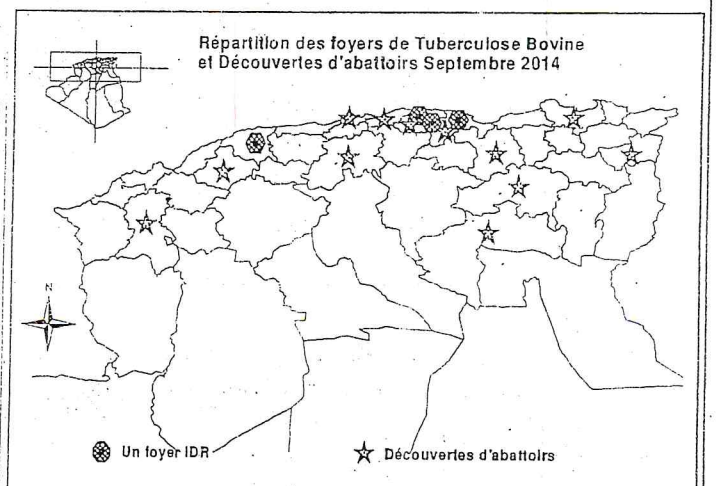 Répartition des foyers de Tuberculose Bovine
et Découvertes d'abattoirs Septembre 2014
N
Un foyer IDR
Découvertes d'abattoirs